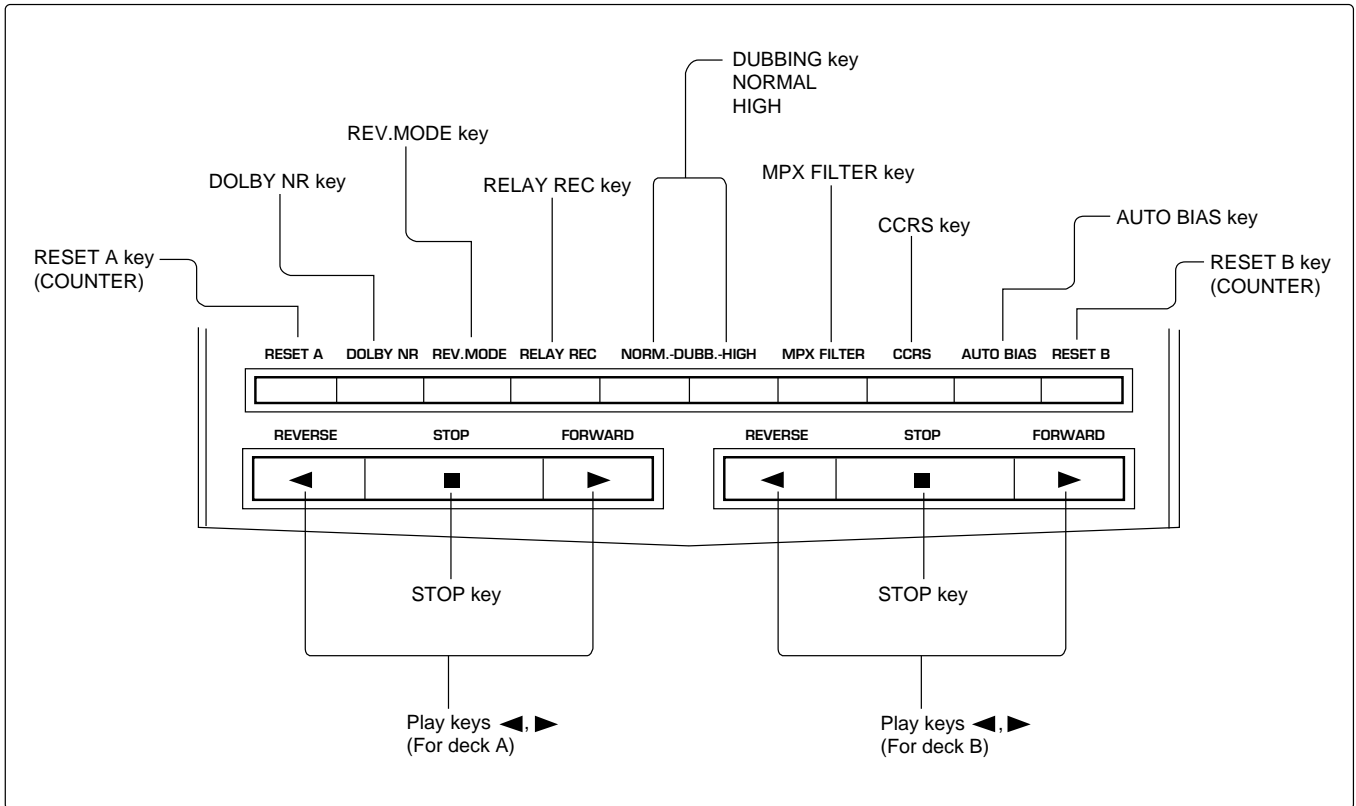 DUBBING key
NORMAL
HIGH
REV.MODE key
MPX FILTER key
DOLBY NR key
RELAY REC key
CCRS key
AUTO BIAS key
RESET A key
(COUNTER)
RESET B key
(COUNTER)
RESET A DOLBY NR REV.MODE RELAY REC NORM.-DUBB.-HIGH MPX FILTER CCRS AUTO BIAS RESET B
REVERSE STOP FORWARD REVERSE STOP FORWARD
◀ ■ ▶ ◀ ■ ▶
STOP key STOP key
Play keys ◀, ▶
(For deck A)
Play keys ◀, ▶
(For deck B)